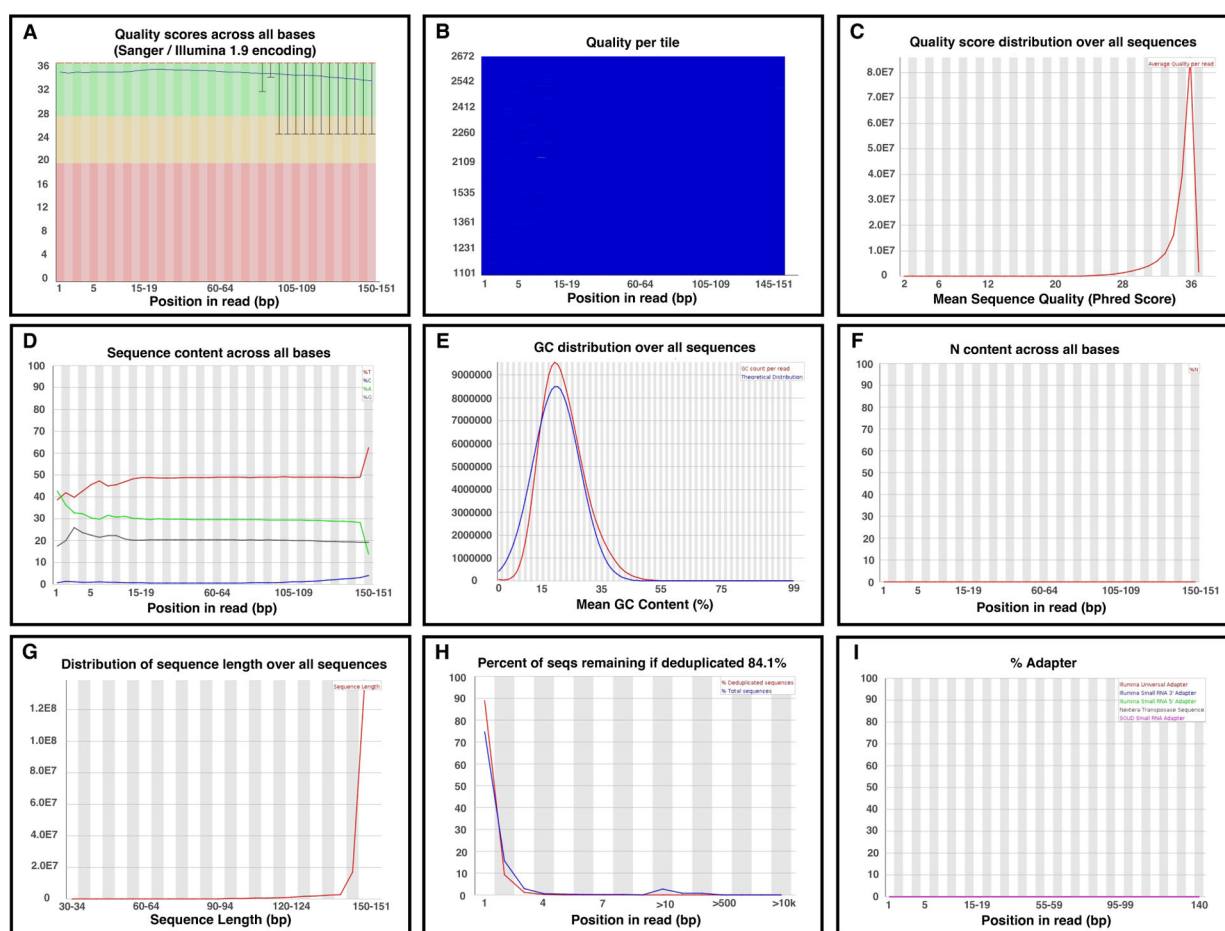 A
Quality scores across all bases
(Sanger / Illumina 1.9 encoding)
36
32
28
24
20
16
12
8
4
0
1
5
15-19
60-64
105-109
150-151
Position in read (bp)
B
Quality per tile
2672
2542
2412
2260
2109
1535
1361
1231
1101
1
5
15-19
60-64
105-109
145-151
Position in read (bp)
C
Quality score distribution over all sequences
Average Quality per read
8.0E7
7.0E7
6.0E7
5.0E7
4.0E7
3.0E7
2.0E7
1.0E7
0
2
6
12
20
28
36
Mean Sequence Quality (Phred Score)
D
Sequence content across all bases
%T
%C
%A
%G
100
90
80
70
60
50
40
30
20
10
0
1
5
15-19
60-64
105-109
150-151
Position in read (bp)
E
GC distribution over all sequences
GC count per read
Theoretical Distribution
9000000
8000000
7000000
6000000
5000000
4000000
3000000
2000000
1000000
0
0
15
35
55
75
99
Mean GC Content (%)
F
N content across all bases
%N
100
90
80
70
60
50
40
30
20
10
0
1
5
15-19
60-64
105-109
150-151
Position in read (bp)
G
Distribution of sequence length over all sequences
Sequence Length
1.2E8
1.0E8
8.0E7
6.0E7
4.0E7
2.0E7
0
30-34
60-64
90-94
120-124
150-151
Sequence Length (bp)
H
Percent of seqs remaining if deduplicated 84.1%
% Deduplicated sequences
% Total sequences
100
90
80
70
60
50
40
30
20
10
0
1
4
7
>10
>500
>10k
Position in read (bp)
I
% Adapter
Illumina Universal Adapter
Illumina Small RNA 3' Adapter
Illumina Small RNA 5' Adapter
Nextera Transposase Sequence
SOLID Small RNA Adapter
100
90
80
70
60
50
40
30
20
10
0
1
5
15-19
55-59
95-99
140
Position in read (bp)